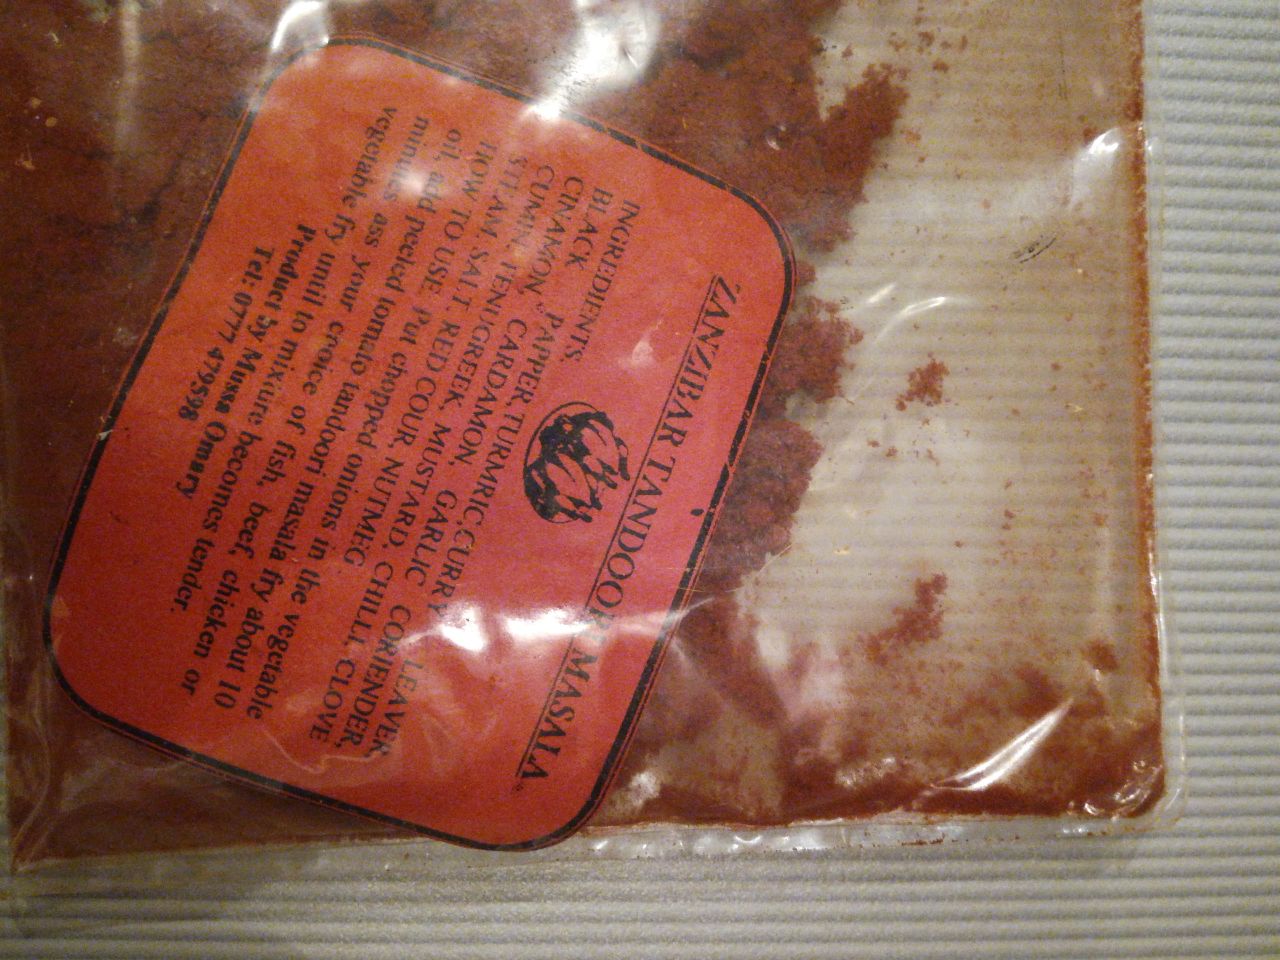 ZANZIBAR TANDOORI MASALA
INGREDIENTS
BLACK PAPPER, TURMRIC, CURRY LEAVER
CINAMON, CARDAMON, GARLIC CORIENDER,
CUMIN, FENUGREEK, MUSTARD, CHILLI, CLOVE
STEAM SALT RED COUR, NUTMEG
HOW TO USE. Put chopped onions in the vegetable
oil, add peeled tomato tandoori masala fry about 10
minutes ass your croice of fish, beef, chicken or
vegetable fry until to mixture becomes tender.
Product by Mussa Omary
Tel: 0777 479598